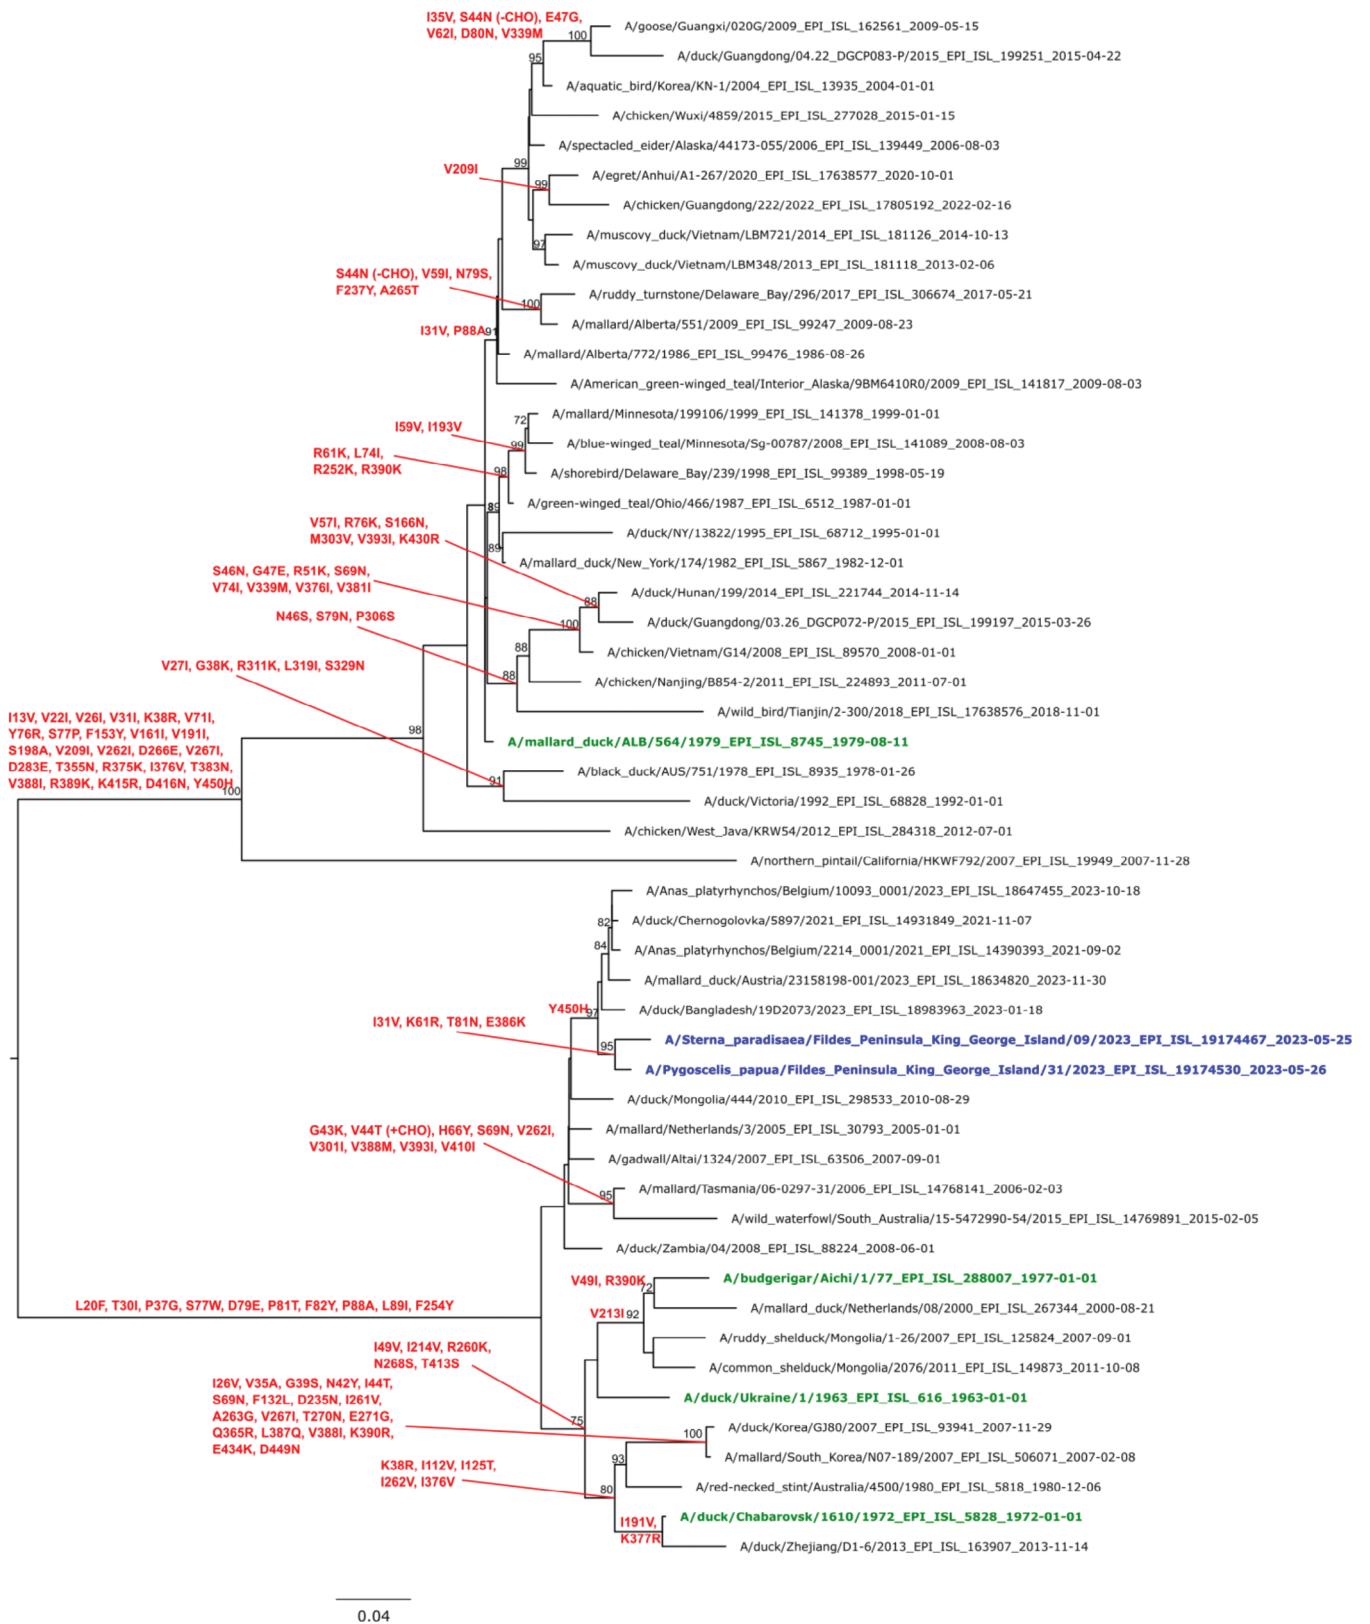 I35V, S44N (-CHO), E47G,
V62I, D80N, V339M
100
A/goose/Guangxi/020G/2009_EPI_ISL_162561_2009-05-15
A/duck/Guangdong/04.22_DGCP083-P/2015_EPI_ISL_199251_2015-04-22
95
A/aquatic_bird/Korea/KN-1/2004_EPI_ISL_13935_2004-01-01
A/chicken/Wuxi/4859/2015_EPI_ISL_277028_2015-01-15
A/spectacled_eider/Alaska/44173-055/2006_EPI_ISL_139449_2006-08-03
99
V209I
A/egret/Anhui/A1-267/2020_EPI_ISL_17638577_2020-10-01
99
A/chicken/Guangdong/222/2022_EPI_ISL_17805192_2022-02-16
A/muscovy_duck/Vietnam/LBM721/2014_EPI_ISL_181126_2014-10-13
97
A/muscovy_duck/Vietnam/LBM348/2013_EPI_ISL_181118_2013-02-06
S44N (-CHO), V59I, N79S,
F237Y, A265T
A/ruddy_turnstone/Delaware_Bay/296/2017_EPI_ISL_306674_2017-05-21
100
A/mallard/Alberta/551/2009_EPI_ISL_99247_2009-08-23
I31V, P88A
91
A/mallard/Alberta/772/1986_EPI_ISL_99476_1986-08-26
A/American_green-winged_teal/Interior_Alaska/9BM6410R0/2009_EPI_ISL_141817_2009-08-03
A/mallard/Minnesota/199106/1999_EPI_ISL_141378_1999-01-01
72
I59V, I193V
A/blue-winged_teal/Minnesota/Sg-00787/2008_EPI_ISL_141089_2008-08-03
99
R61K, L74I,
R252K, R390K
A/shorebird/Delaware_Bay/239/1998_EPI_ISL_99389_1998-05-19
98
A/green-winged_teal/Ohio/466/1987_EPI_ISL_6512_1987-01-01
89
V57I, R76K, S166N,
M303V, V393I, K430R
A/duck/NY/13822/1995_EPI_ISL_68712_1995-01-01
89
A/mallard_duck/New_York/174/1982_EPI_ISL_5867_1982-12-01
S46N, G47E, R51K, S69N,
V74I, V339M, V376I, V381I
A/duck/Hunan/199/2014_EPI_ISL_221744_2014-11-14
88
A/duck/Guangdong/03.26_DGCP072-P/2015_EPI_ISL_199197_2015-03-26
N46S, S79N, P306S
100
A/chicken/Vietnam/G14/2008_EPI_ISL_89570_2008-01-01
88
V27I, G38K, R311K, L319I, S329N
A/chicken/Nanjing/B854-2/2011_EPI_ISL_224893_2011-07-01
88
A/wild_bird/Tianjin/2-300/2018_EPI_ISL_17638576_2018-11-01
I13V, V22I, V26I, V31I, K38R, V71I,
Y76R, S77P, F153Y, V161I, V191I,
S198A, V209I, V262I, D266E, V267I,
D283E, T355N, R375K, I376V, T383N,
V388I, R389K, K415R, D416N, Y450H
98
A/mallard_duck/ALB/564/1979_EPI_ISL_8745_1979-08-11
A/black_duck/AUS/751/1978_EPI_ISL_8935_1978-01-26
91
100
A/duck/Victoria/1992_EPI_ISL_68828_1992-01-01
A/chicken/West_Java/KRW54/2012_EPI_ISL_284318_2012-07-01
A/northern_pintail/California/HKWF792/2007_EPI_ISL_19949_2007-11-28
A/Anas_platyrhynchos/Belgium/10093_0001/2023_EPI_ISL_18647455_2023-10-18
82
A/duck/Chernogolovka/5897/2021_EPI_ISL_14931849_2021-11-07
84
A/Anas_platyrhynchos/Belgium/2214_0001/2021_EPI_ISL_14390393_2021-09-02
A/mallard_duck/Austria/23158198-001/2023_EPI_ISL_18634820_2023-11-30
Y450H
97
A/duck/Bangladesh/19D2073/2023_EPI_ISL_18983963_2023-01-18
I31V, K61R, T81N, E386K
A/Sterna_paradisaea/Fildes_Peninsula_King_George_Island/09/2023_EPI_ISL_19174467_2023-05-25
95
A/Pygoscelis_papua/Fildes_Peninsula_King_George_Island/31/2023_EPI_ISL_19174530_2023-05-26
A/duck/Mongolia/444/2010_EPI_ISL_298533_2010-08-29
G43K, V44T (+CHO), H66Y, S69N, V262I,
V301I, V388M, V393I, V410I
A/mallard/Netherlands/3/2005_EPI_ISL_30793_2005-01-01
A/gadwall/Altai/1324/2007_EPI_ISL_63506_2007-09-01
A/mallard/Tasmania/06-0297-31/2006_EPI_ISL_14768141_2006-02-03
95
A/wild_waterfowl/South_Australia/15-5472990-54/2015_EPI_ISL_14769891_2015-02-05
A/duck/Zambia/04/2008_EPI_ISL_88224_2008-06-01
V49I, R390K
72
A/budgerigar/Aichi/1/77_EPI_ISL_288007_1977-01-01
L20F, T30I, P37G, S77W, D79E, P81T, F82Y, P88A, L89I, F254Y
V213I
92
A/mallard_duck/Netherlands/08/2000_EPI_ISL_267344_2000-08-21
A/ruddy_shelduck/Mongolia/1-26/2007_EPI_ISL_125824_2007-09-01
I49V, I214V, R260K,
N268S, T413S
A/common_shelduck/Mongolia/2076/2011_EPI_ISL_149873_2011-10-08
I26V, V35A, G39S, N42Y, I44T,
S69N, F132L, D235N, I261V,
A263G, V267I, T270N, E271G,
Q365R, L387Q, V388I, K390R,
E434K, D449N
A/duck/Ukraine/1/1963_EPI_ISL_616_1963-01-01
75
A/duck/Korea/GJ80/2007_EPI_ISL_93941_2007-11-29
100
A/mallard/South_Korea/N07-189/2007_EPI_ISL_506071_2007-02-08
93
K38R, I112V, I125T,
I262V, I376V
A/red-necked_stint/Australia/4500/1980_EPI_ISL_5818_1980-12-06
80
I191V,
K377R
A/duck/Chabarovsk/1610/1972_EPI_ISL_5828_1972-01-01
A/duck/Zhejiang/D1-6/2013_EPI_ISL_163907_2013-11-14
0.04